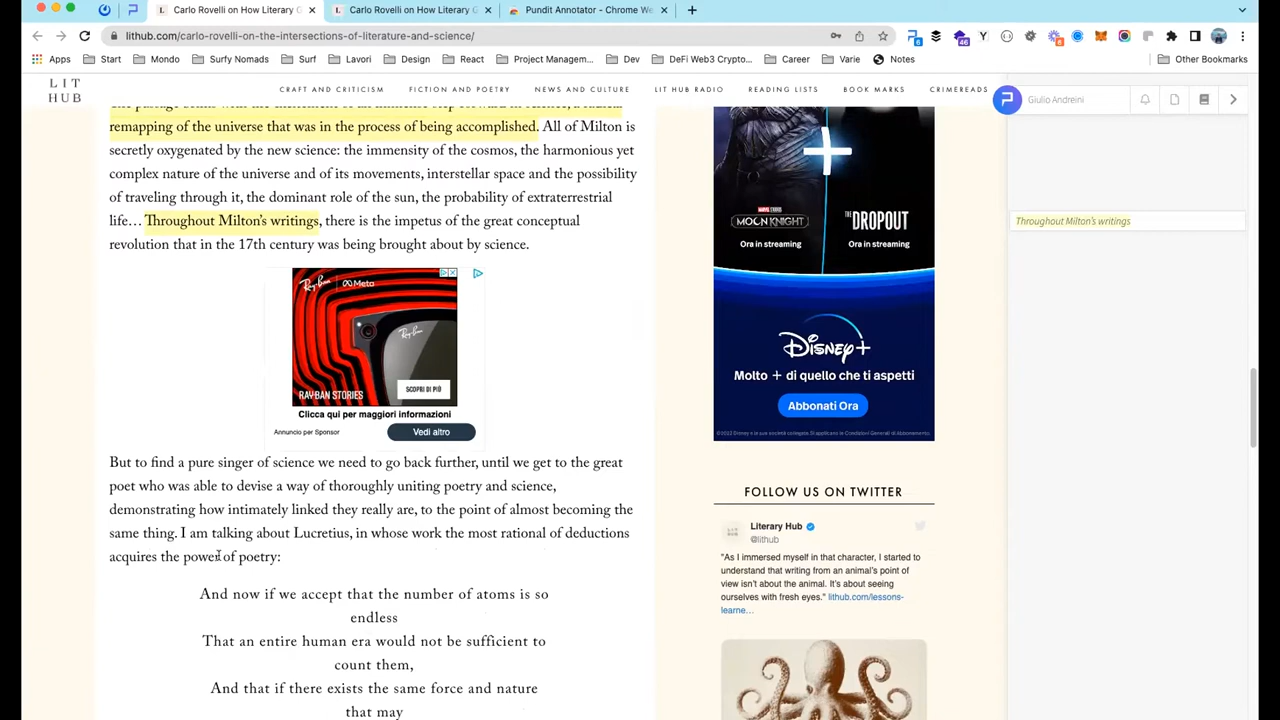 Carlo Rovelli on How Literary G
Carlo Rovelli on How Literary G
Pundit Annotator - Chrome We
lithub.com/carlo-rovelli-on-the-intersections-of-literature-and-science/
Apps
Start
Mondo
Surfy Nomads
Surf
Lavori
Design
React
Project Managem...
Dev
DeFi Web3 Crypto...
Career
Varie
Notes
Other Bookmarks
LIT
HUB
CRAFT AND CRITICISM
FICTION AND POETRY
NEWS AND CULTURE
LIT HUB RADIO
READING LISTS
BOOK MARKS
CRIMEREADS
Giulio Andreini
remapping of the universe that was in the process of being accomplished. All of Milton is
secretly oxygenated by the new science: the immensity of the cosmos, the harmonious yet
complex nature of the universe and of its movements, interstellar space and the possibility
of traveling through it, the dominant role of the sun, the probability of extraterrestrial
life… Throughout Milton's writings, there is the impetus of the great conceptual
revolution that in the 17th century was being brought about by science.
Ray-Ban | Meta
Ray-Ban
RAY-BAN STORIES
SCOPRI DI PIÙ
Clicca qui per maggiori informazioni
Annuncio per Sponsor
Vedi altro
But to find a pure singer of science we need to go back further, until we get to the great
poet who was able to devise a way of thoroughly uniting poetry and science,
demonstrating how intimately linked they really are, to the point of almost becoming the
same thing. I am talking about Lucretius, in whose work the most rational of deductions
acquires the power of poetry:
And now if we accept that the number of atoms is so
endless
That an entire human era would not be sufficient to
count them,
And that if there exists the same force and nature
that may
MARVEL STUDIOS
MOON KNIGHT
Ora in streaming
THE DROPOUT
Ora in streaming
Disney+
Molto + di quello che ti aspetti
Abbonati Ora
FOLLOW US ON TWITTER
Literary Hub
@lithub
"As I immersed myself in that character, I started to
understand that writing from an animal's point of
view isn't about the animal. It's about seeing
ourselves with fresh eyes." lithub.com/lessons-
learne…
Throughout Milton's writings